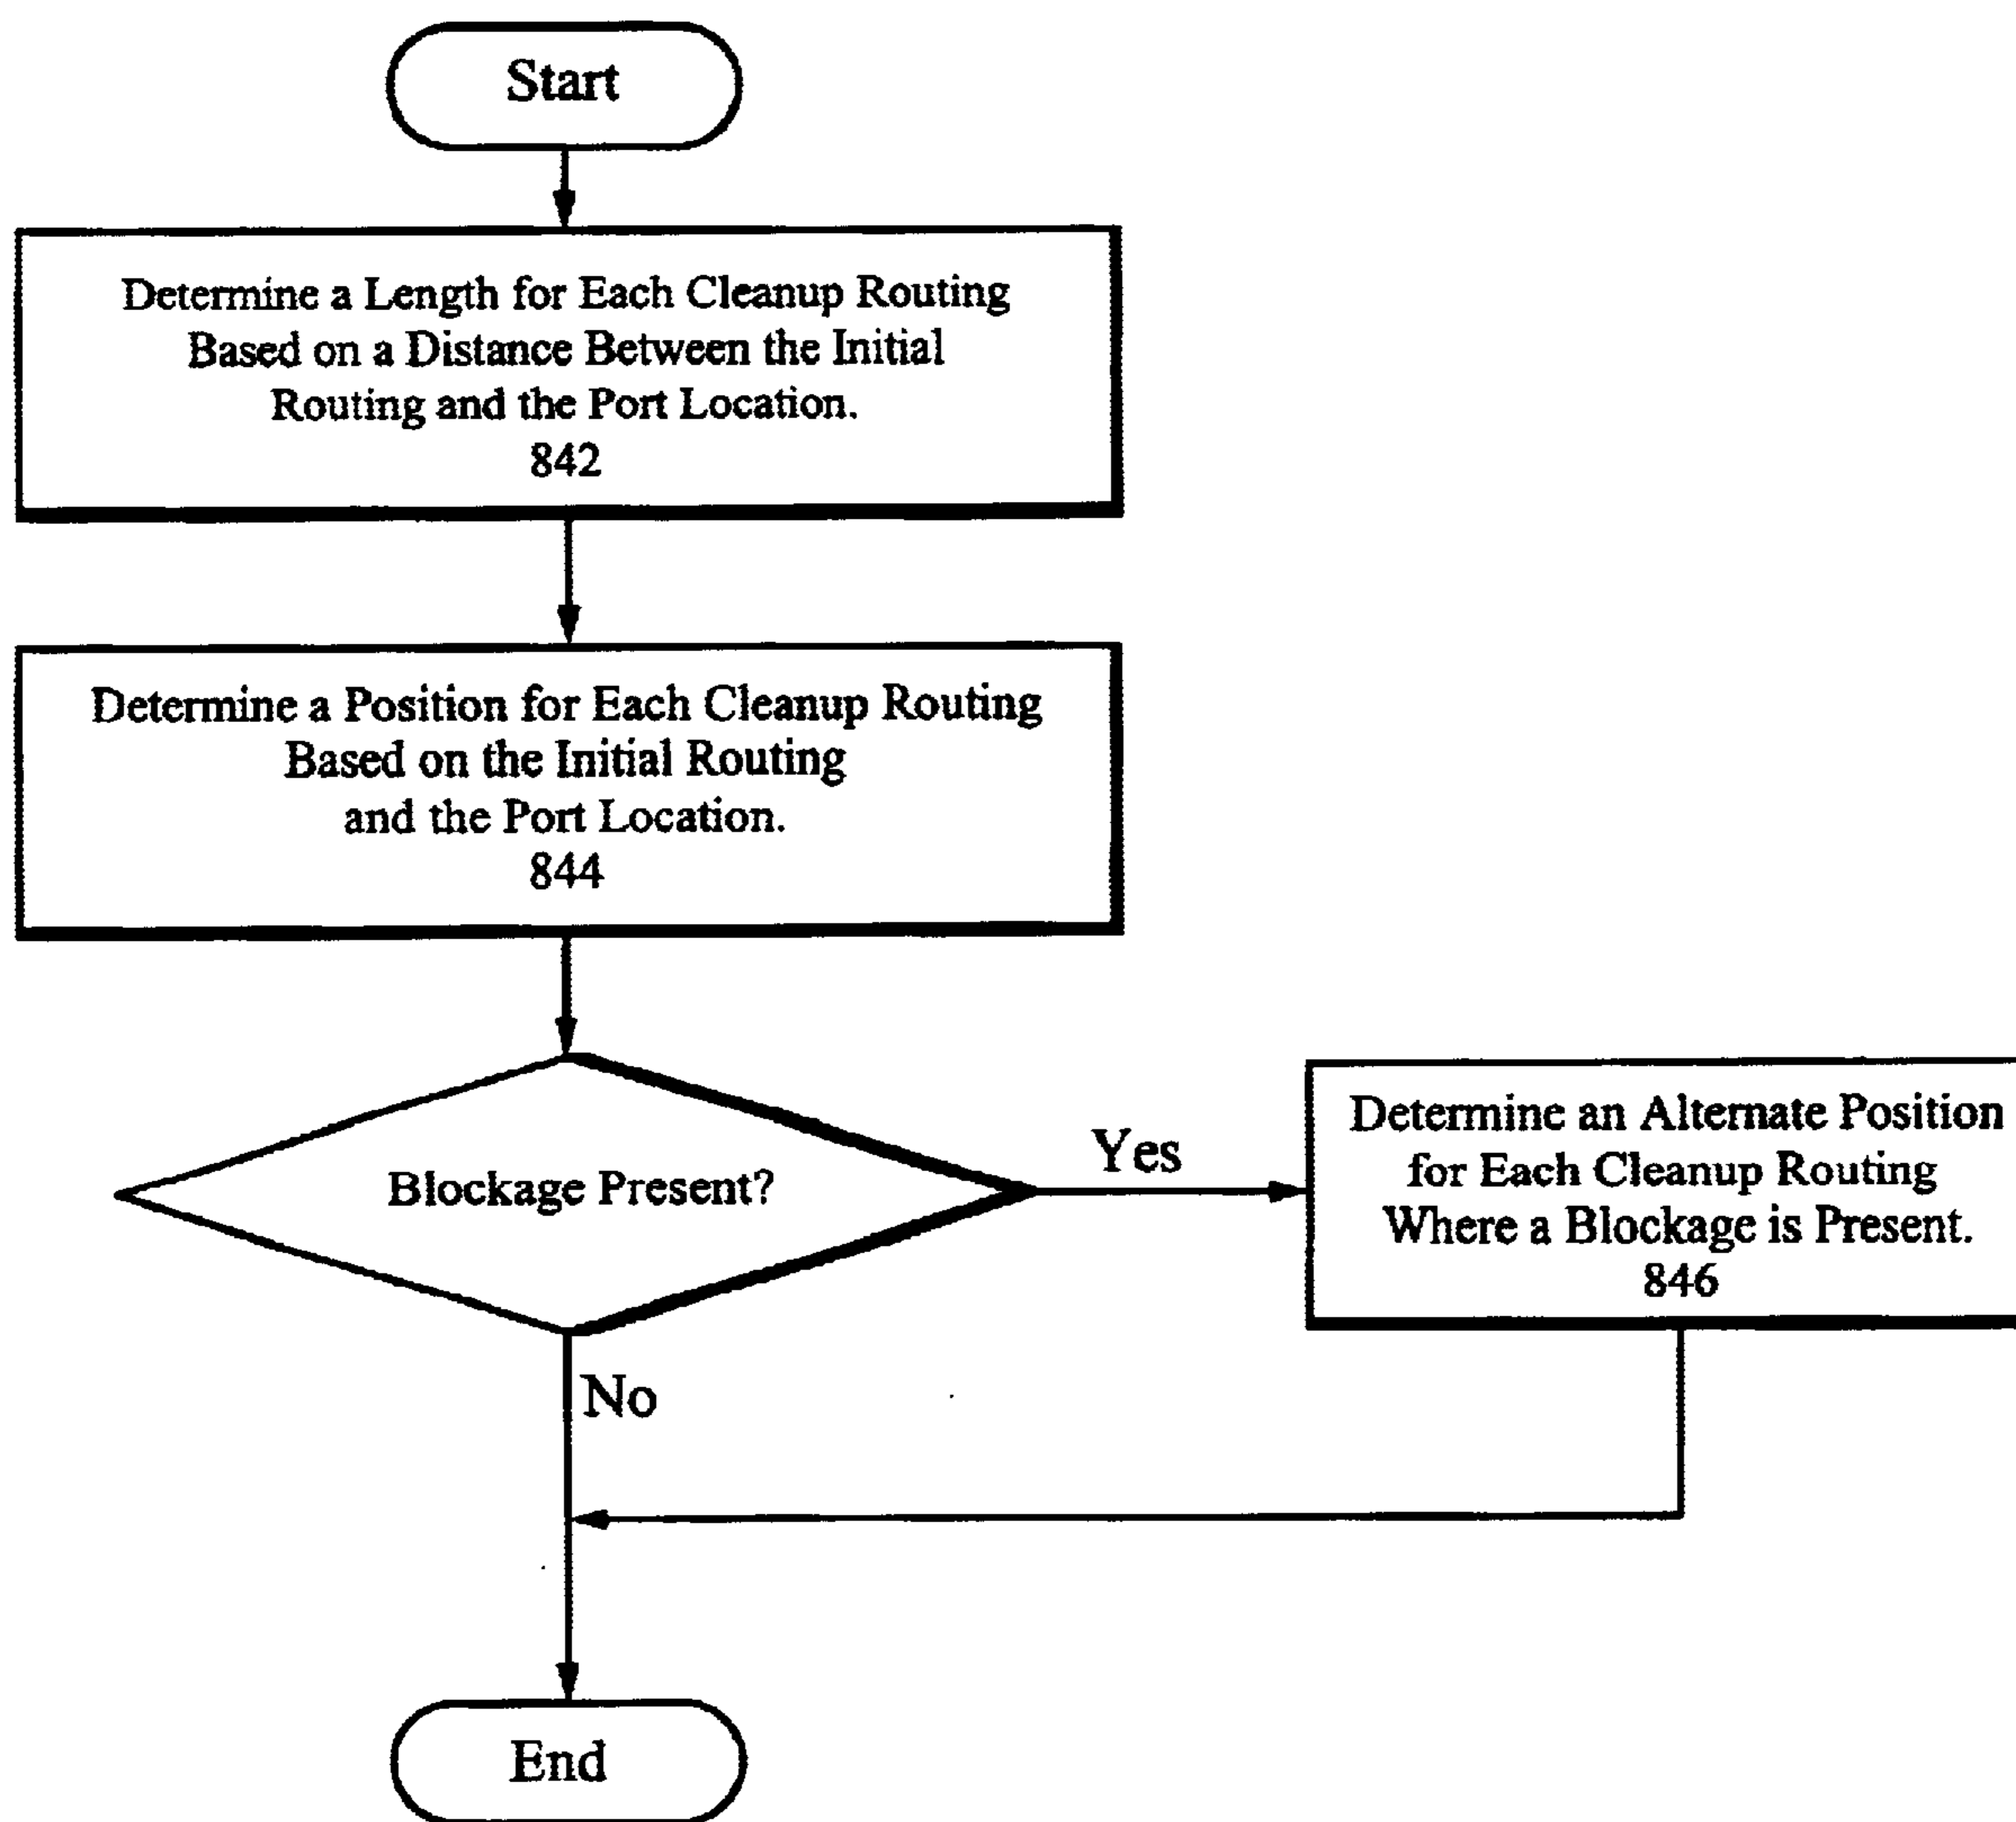 Start
Determine a Length for Each Cleanup Routing
Based on a Distance Between the Initial
Routing and the Port Location.
842
Determine a Position for Each Cleanup Routing
Based on the Initial Routing
and the Port Location.
844
Blockage Present?
Yes
Determine an Alternate Position
for Each Cleanup Routing
Where a Blockage is Present.
846
No
End